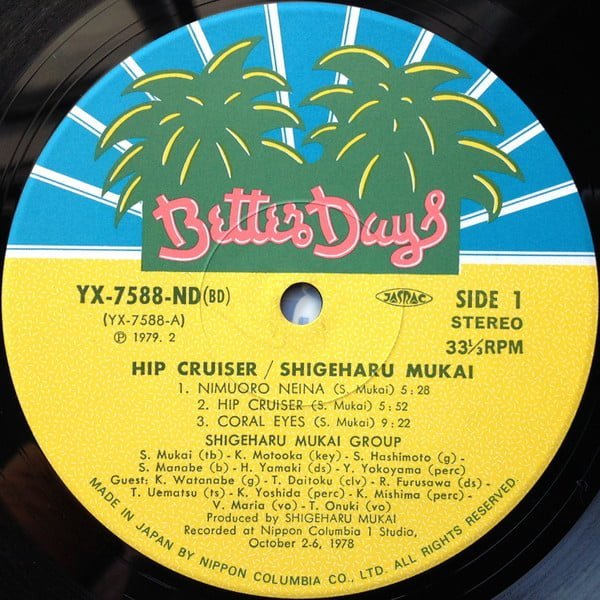 Better Days
YX-7588-ND(BD)
(YX-7588-A)
Ⓟ 1979. 2
JASRAC
SIDE 1
STEREO
33⅓RPM
HIP CRUISER / SHIGEHARU MUKAI
1. NIMUORO NEINA (S. Mukai) 5:28
2. HIP CRUISER (S. Mukai) 5:52
3. CORAL EYES (S. Mukai) 9:22
SHIGEHARU MUKAI GROUP
S. Mukai (tb) - K. Motooka (key) - S. Hashimoto (g) -
S. Manabe (b) - H. Yamaki (ds) - Y. Yokoyama (perc)
Guest: K. Watanabe (g) - T. Daitoku (clv) - R. Furusawa (ds) -
T. Uematsu (ts) - K. Yoshida (perc) - K. Mishima (perc) -
V. Maria (vo) - T. Onuki (vo)
Produced by SHIGEHARU MUKAI
Recorded at Nippon Columbia 1 Studio,
October 2-6, 1978
MADE IN JAPAN BY NIPPON COLUMBIA CO., LTD. ALL RIGHTS RESERVED.